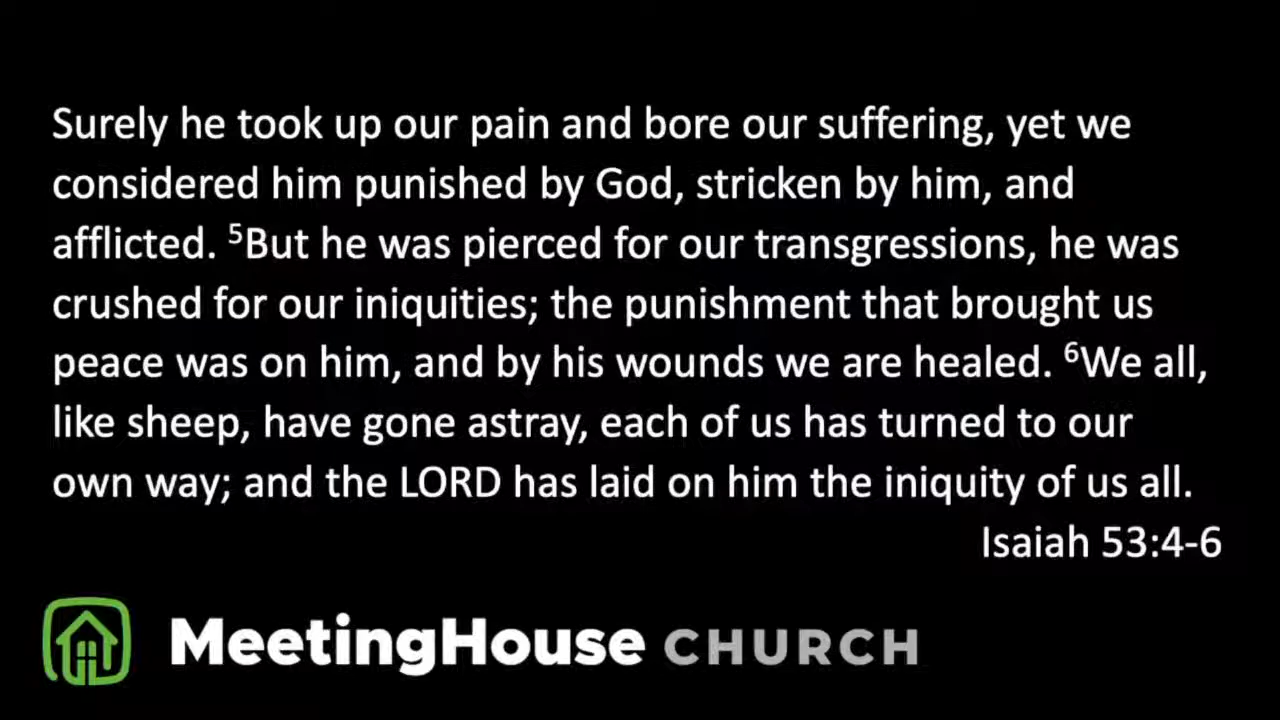 Surely he took up our pain and bore our suffering, yet we
considered him punished by God, stricken by him, and
afflicted. ⁵But he was pierced for our transgressions, he was
crushed for our iniquities; the punishment that brought us
peace was on him, and by his wounds we are healed. ⁶We all,
like sheep, have gone astray, each of us has turned to our
own way; and the LORD has laid on him the iniquity of us all.
Isaiah 53:4-6
MeetingHouse CHURCH